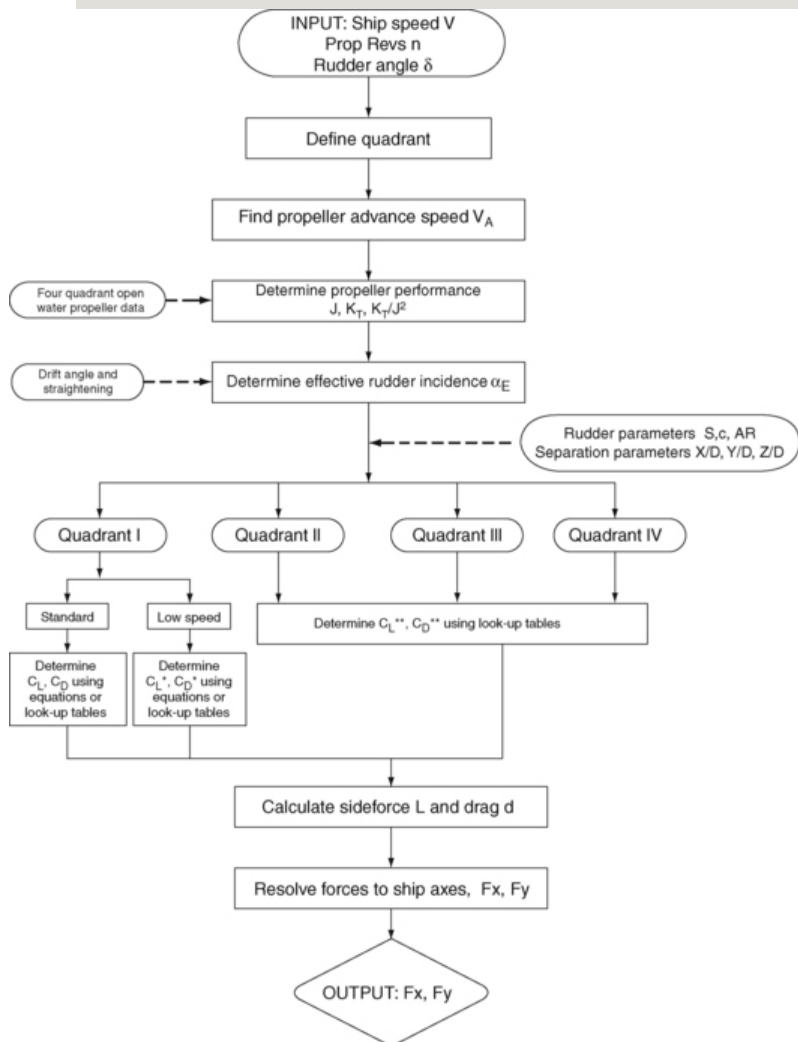 INPUT: Ship speed V
Prop Revs n
Rudder angle δ
Define quadrant
Find propeller advance speed V_A
Four quadrant open
water propeller data
Determine propeller performance
J, K_T, K_T/J²
Drift angle and
straightening
Determine effective rudder incidence α_E
Rudder parameters S,c, AR
Separation parameters X/D, Y/D, Z/D
Quadrant I
Quadrant II
Quadrant III
Quadrant IV
Standard
Low speed
Determine C_L**, C_D** using look-up tables
Determine
C_L, C_D using
equations or
look-up tables
Determine
C_L*, C_D* using
equations or
look-up tables
Calculate sideforce L and drag d
Resolve forces to ship axes, Fx, Fy
OUTPUT: Fx, Fy